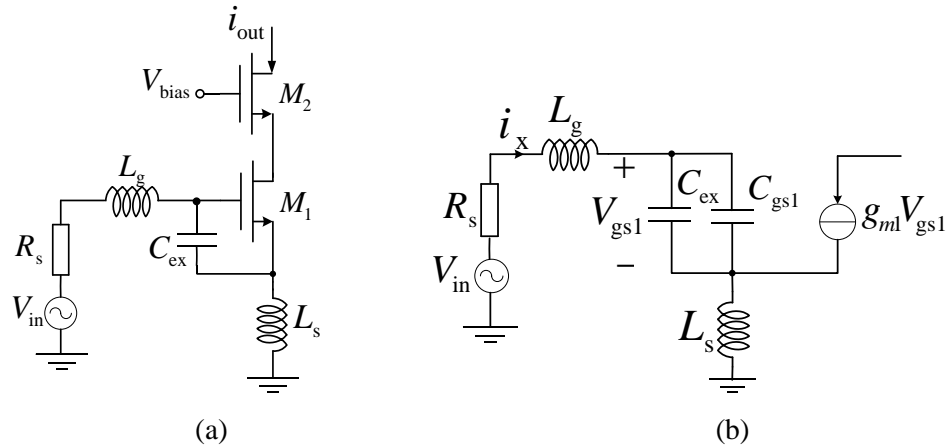 i_out
V_bias
M_2
L_g
M_1
C_ex
R_s
V_in
L_s
(a)
i_x
L_g
+
C_ex
C_gs1
R_s
V_gs1
g_m1V_gs1
V_in
−
L_s
(b)